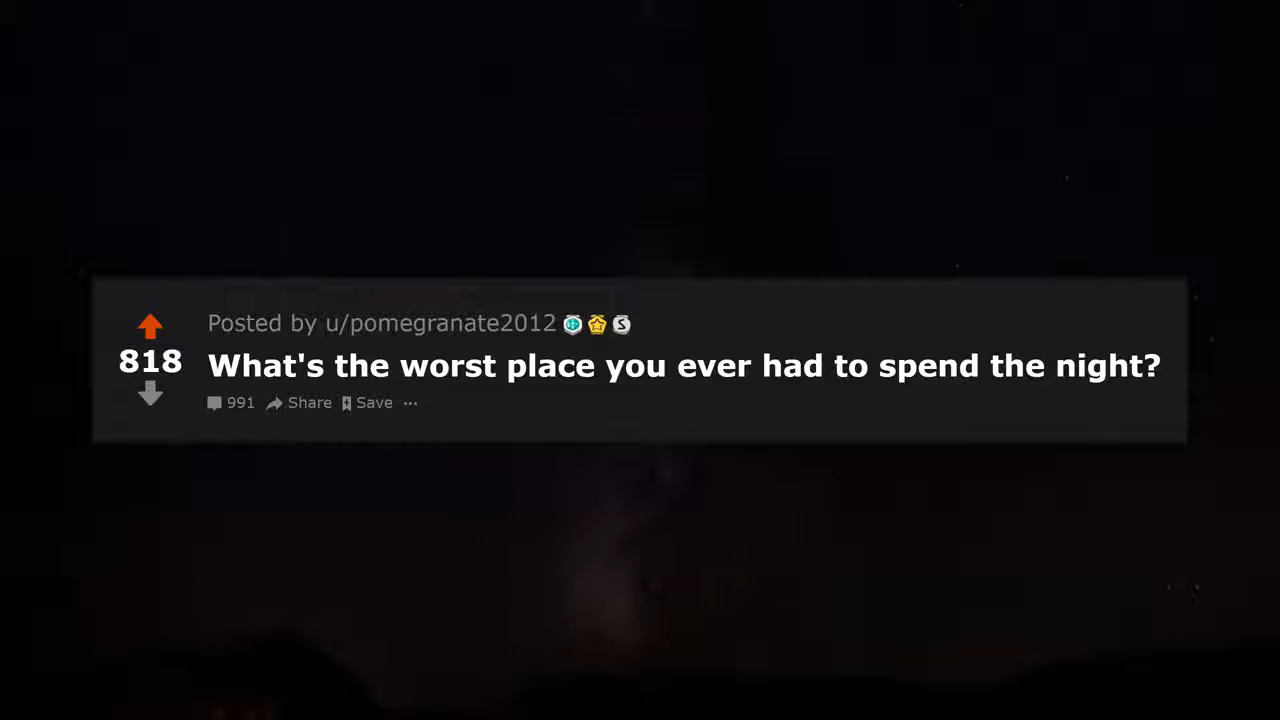 Posted by u/pomegranate2012
818
What's the worst place you ever had to spend the night?
991 Share Save ...